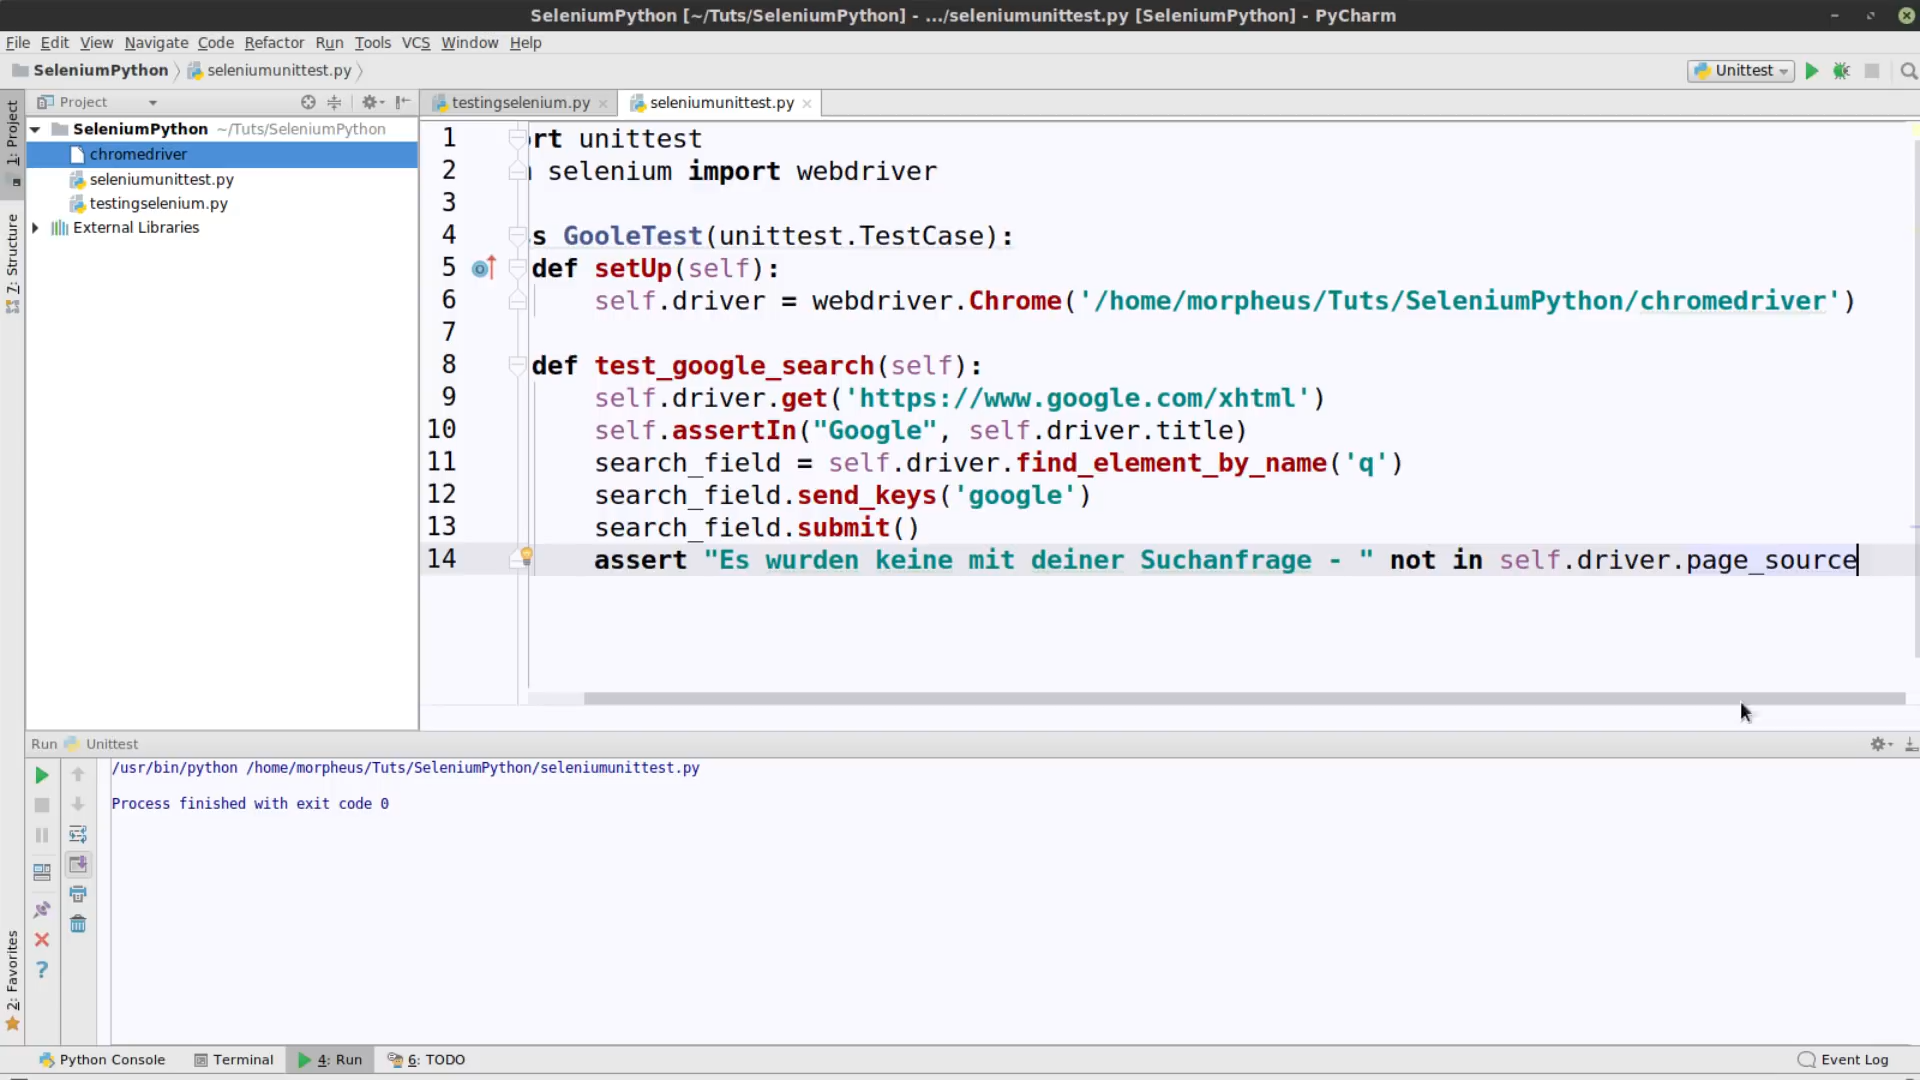 SeleniumPython [~/Tuts/SeleniumPython] - .../seleniumunittest.py [SeleniumPython] - PyCharm
File Edit View Navigate Code Refactor Run Tools VCS Window Help
SeleniumPython seleniumunittest.py
Unittest
1: Project
7: Structure
2: Favorites
Project
SeleniumPython ~/Tuts/SeleniumPython
chromedriver
seleniumunittest.py
testingselenium.py
External Libraries
testingselenium.py seleniumunittest.py
1 ort unittest
2 selenium import webdriver
3
4 s GooleTest(unittest.TestCase):
5 def setUp(self):
6 self.driver = webdriver.Chrome('/home/morpheus/Tuts/SeleniumPython/chromedriver')
7
8 def test_google_search(self):
9 self.driver.get('https://www.google.com/xhtml')
10 self.assertIn("Google", self.driver.title)
11 search_field = self.driver.find_element_by_name('q')
12 search_field.send_keys('google')
13 search_field.submit()
14 assert "Es wurden keine mit deiner Suchanfrage - " not in self.driver.page_source
Run Unittest
/usr/bin/python /home/morpheus/Tuts/SeleniumPython/seleniumunittest.py
Process finished with exit code 0
Python Console Terminal 4: Run 6: TODO Event Log